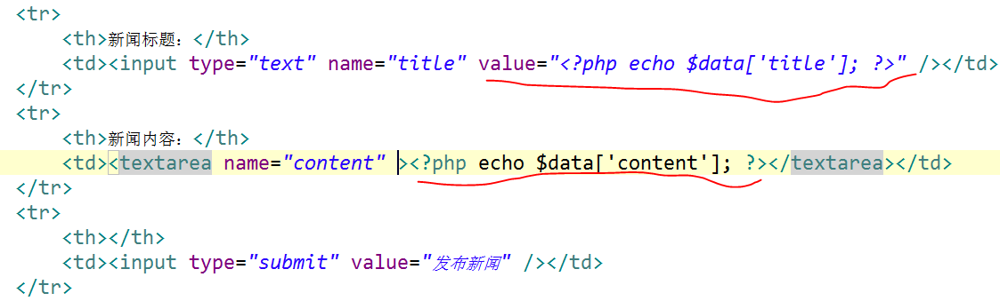 <tr>
<th>新闻标题：</th>
<td><input type="text" name="title" value="<?php echo $data['title']; ?>" /></td>
</tr>
<tr>
<th>新闻内容：</th>
<td><textarea name="content" ><?php echo $data['content']; ?></textarea></td>
</tr>
<tr>
<th></th>
<td><input type="submit" value="发布新闻" /></td>
</tr>